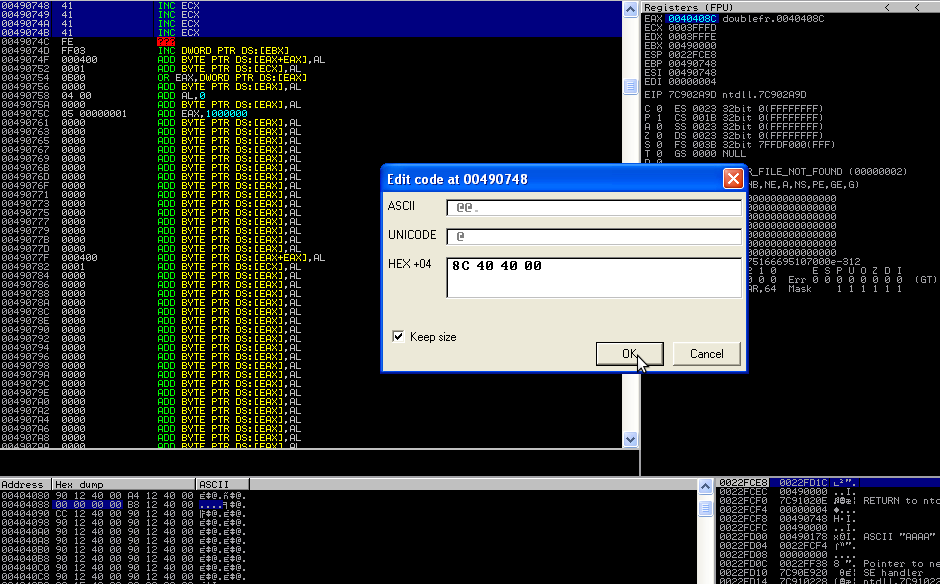 00490748 41 INC ECX
00490749 41 INC ECX
0049074A 41 INC ECX
0049074B 41 INC ECX
0049074C FE ???
0049074D FF03 INC DWORD PTR DS:[EBX]
0049074F 000400 ADD BYTE PTR DS:[EAX+EAX],AL
00490752 0001 ADD BYTE PTR DS:[ECX],AL
00490754 0B00 OR EAX,DWORD PTR DS:[EAX]
00490756 0000 ADD BYTE PTR DS:[EAX],AL
00490758 04 00 ADD AL,0
0049075A 0000 ADD BYTE PTR DS:[EAX],AL
0049075C 05 00000001 ADD EAX,1000000
00490761 0000 ADD BYTE PTR DS:[EAX],AL
00490763 0000 ADD BYTE PTR DS:[EAX],AL
00490765 0000 ADD BYTE PTR DS:[EAX],AL
00490767 0000 ADD BYTE PTR DS:[EAX],AL
00490769 0000 ADD BYTE PTR DS:[EAX],AL
0049076B 0000 ADD BYTE PTR DS:[EAX],AL
0049076D 0000 ADD BYTE PTR DS:[EAX],AL
0049076F 0000 ADD BYTE PTR DS:[EAX],AL
00490771 0000 ADD BYTE PTR DS:[EAX],AL
00490773 0000 ADD BYTE PTR DS:[EAX],AL
00490775 0000 ADD BYTE PTR DS:[EAX],AL
00490777 0000 ADD BYTE PTR DS:[EAX],AL
00490779 0000 ADD BYTE PTR DS:[EAX],AL
0049077B 0000 ADD BYTE PTR DS:[EAX],AL
0049077D 0000 ADD BYTE PTR DS:[EAX],AL
0049077F 000400 ADD BYTE PTR DS:[EAX+EAX],AL
00490782 0001 ADD BYTE PTR DS:[ECX],AL
00490784 0000 ADD BYTE PTR DS:[EAX],AL
00490786 0000 ADD BYTE PTR DS:[EAX],AL
00490788 0000 ADD BYTE PTR DS:[EAX],AL
0049078A 0000 ADD BYTE PTR DS:[EAX],AL
0049078C 0000 ADD BYTE PTR DS:[EAX],AL
0049078E 0000 ADD BYTE PTR DS:[EAX],AL
00490790 0000 ADD BYTE PTR DS:[EAX],AL
00490792 0000 ADD BYTE PTR DS:[EAX],AL
00490794 0000 ADD BYTE PTR DS:[EAX],AL
00490796 0000 ADD BYTE PTR DS:[EAX],AL
00490798 0000 ADD BYTE PTR DS:[EAX],AL
0049079A 0000 ADD BYTE PTR DS:[EAX],AL
0049079C 0000 ADD BYTE PTR DS:[EAX],AL
0049079E 0000 ADD BYTE PTR DS:[EAX],AL
004907A0 0000 ADD BYTE PTR DS:[EAX],AL
004907A2 0000 ADD BYTE PTR DS:[EAX],AL
004907A4 0000 ADD BYTE PTR DS:[EAX],AL
004907A6 0000 ADD BYTE PTR DS:[EAX],AL
004907A8 0000 ADD BYTE PTR DS:[EAX],AL
004907AA 0000 ADD BYTE PTR DS:[EAX],AL
Registers (FPU) < <
EAX 0040408C doublefr.0040408C
ECX 0003FFFD
EDX 0003FFFE
EBX 00490000
ESP 0022FCE8
EBP 00490748
ESI 00490748
EDI 00000004
EIP 7C902A9D ntdll.7C902A9D
C 0 ES 0023 32bit 0(FFFFFFFF)
P 1 CS 001B 32bit 0(FFFFFFFF)
A 0 SS 0023 32bit 0(FFFFFFFF)
Z 0 DS 0023 32bit 0(FFFFFFFF)
S 0 FS 003B 32bit 7FFDF000(FFF)
T 0 GS 0000 NULL
D 0
R_FILE_NOT_FOUND (00000002)
NB,NE,A,NS,PE,GE,G)
Edit code at 00490748
ASCII @@.
UNICODE @
HEX +04 8C 40 40 00
Keep size
OK Cancel
2 1 0 E S P U O Z D I
0 0 0 Err 0 0 0 0 0 0 0 0 (GT)
AR,64 Mask 1 1 1 1 1 1
Address Hex dump ASCII
00404080 90 12 40 00 A4 12 40 00
00404088 00 00 00 00 B8 12 40 00
00404090 CC 12 40 00 90 12 40 00
00404098 90 12 40 00 90 12 40 00
004040A0 90 12 40 00 90 12 40 00
004040A8 90 12 40 00 90 12 40 00
004040B0 90 12 40 00 90 12 40 00
004040B8 90 12 40 00 90 12 40 00
004040C0 90 12 40 00 90 12 40 00
004040C8 90 12 40 00 90 12 40 00
0022FCE8 0022FD1C
0022FCEC 00490000
0022FCF0 7C91020E RETURN to ntd
0022FCF4 00000004
0022FCF8 00490748 H•I.
0022FCFC 00490000
0022FD00 00490178 ASCII "AAAA"
0022FD04 0022FCF4
0022FD08 00000000 ....
0022FD0C 0022FF38 Pointer to ne
0022FD10 7C90E920 SE handler
0022FD14 7C910228